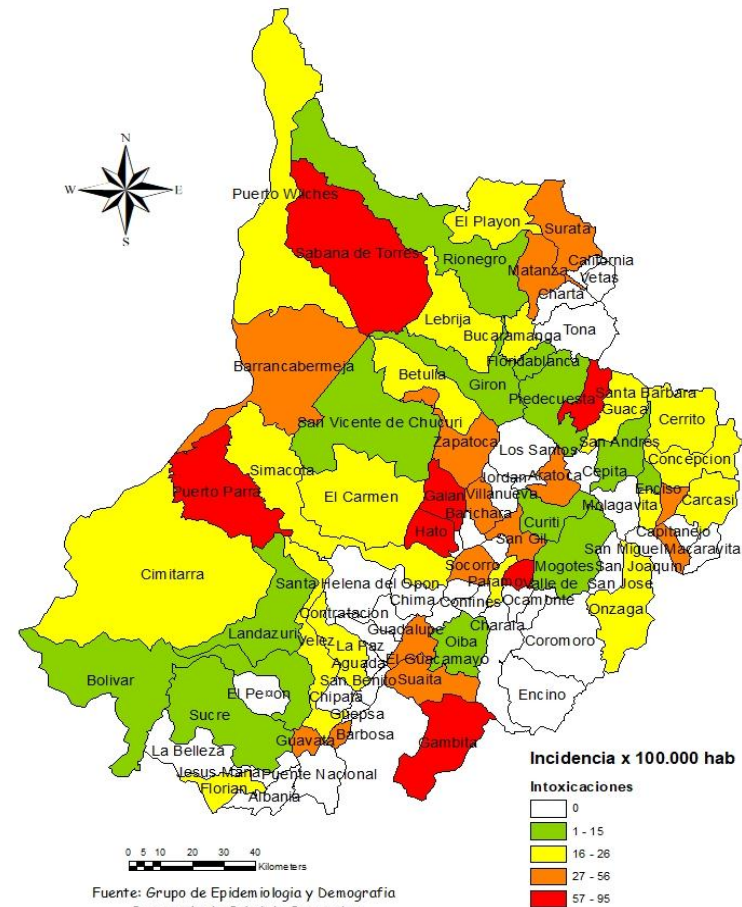 N
W E
S
Puerto Wilches
El Playon
Surata
Sabana de Torres
Rionegro
Matanza
California
Vetas
Charta
Lebrija
Bucaramanga
Tona
Barrancabermeja
Floridablanca
Betulia
Giron
Piedecuesta
Santa Barbara
Guaca
Cerrito
San Vicente de Chucuri
Zapatoca
Los Santos
San Andres
Concepcion
Simacota
Jordan
Aratoca
Cepita
Enciso
Puerto Parra
El Carmen
Galan
Villanueva
Molagavita
Carcasi
Barichara
Hato
Curiti
Capitanejo
San Gil
San Miguel
Macaravita
Cimitarra
Socorro
Mogotes
San Joaquin
Santa Helena del Opon
Paramo
Valle de San Jose
Chima
Confines
Ocamonte
Onzaga
Contratacion
Landazuri
Velez
Guadalupe
Charala
La Paz
Oiba
Coromoro
Aguada
El Guacamayo
Bolivar
San Benito
Suaita
El Peñon
Chipata
Encino
Sucre
Güepsa
Guavata
Barbosa
Gambita
La Belleza
Jesus Maria
Puente Nacional
Florian
Albania
Incidencia x 100.000 hab
Intoxicaciones
0
1 - 15
16 - 26
27 - 56
57 - 95
0 5 10 20 30 40
Kilometers
Fuente: Grupo de Epidemiologia y Demografia